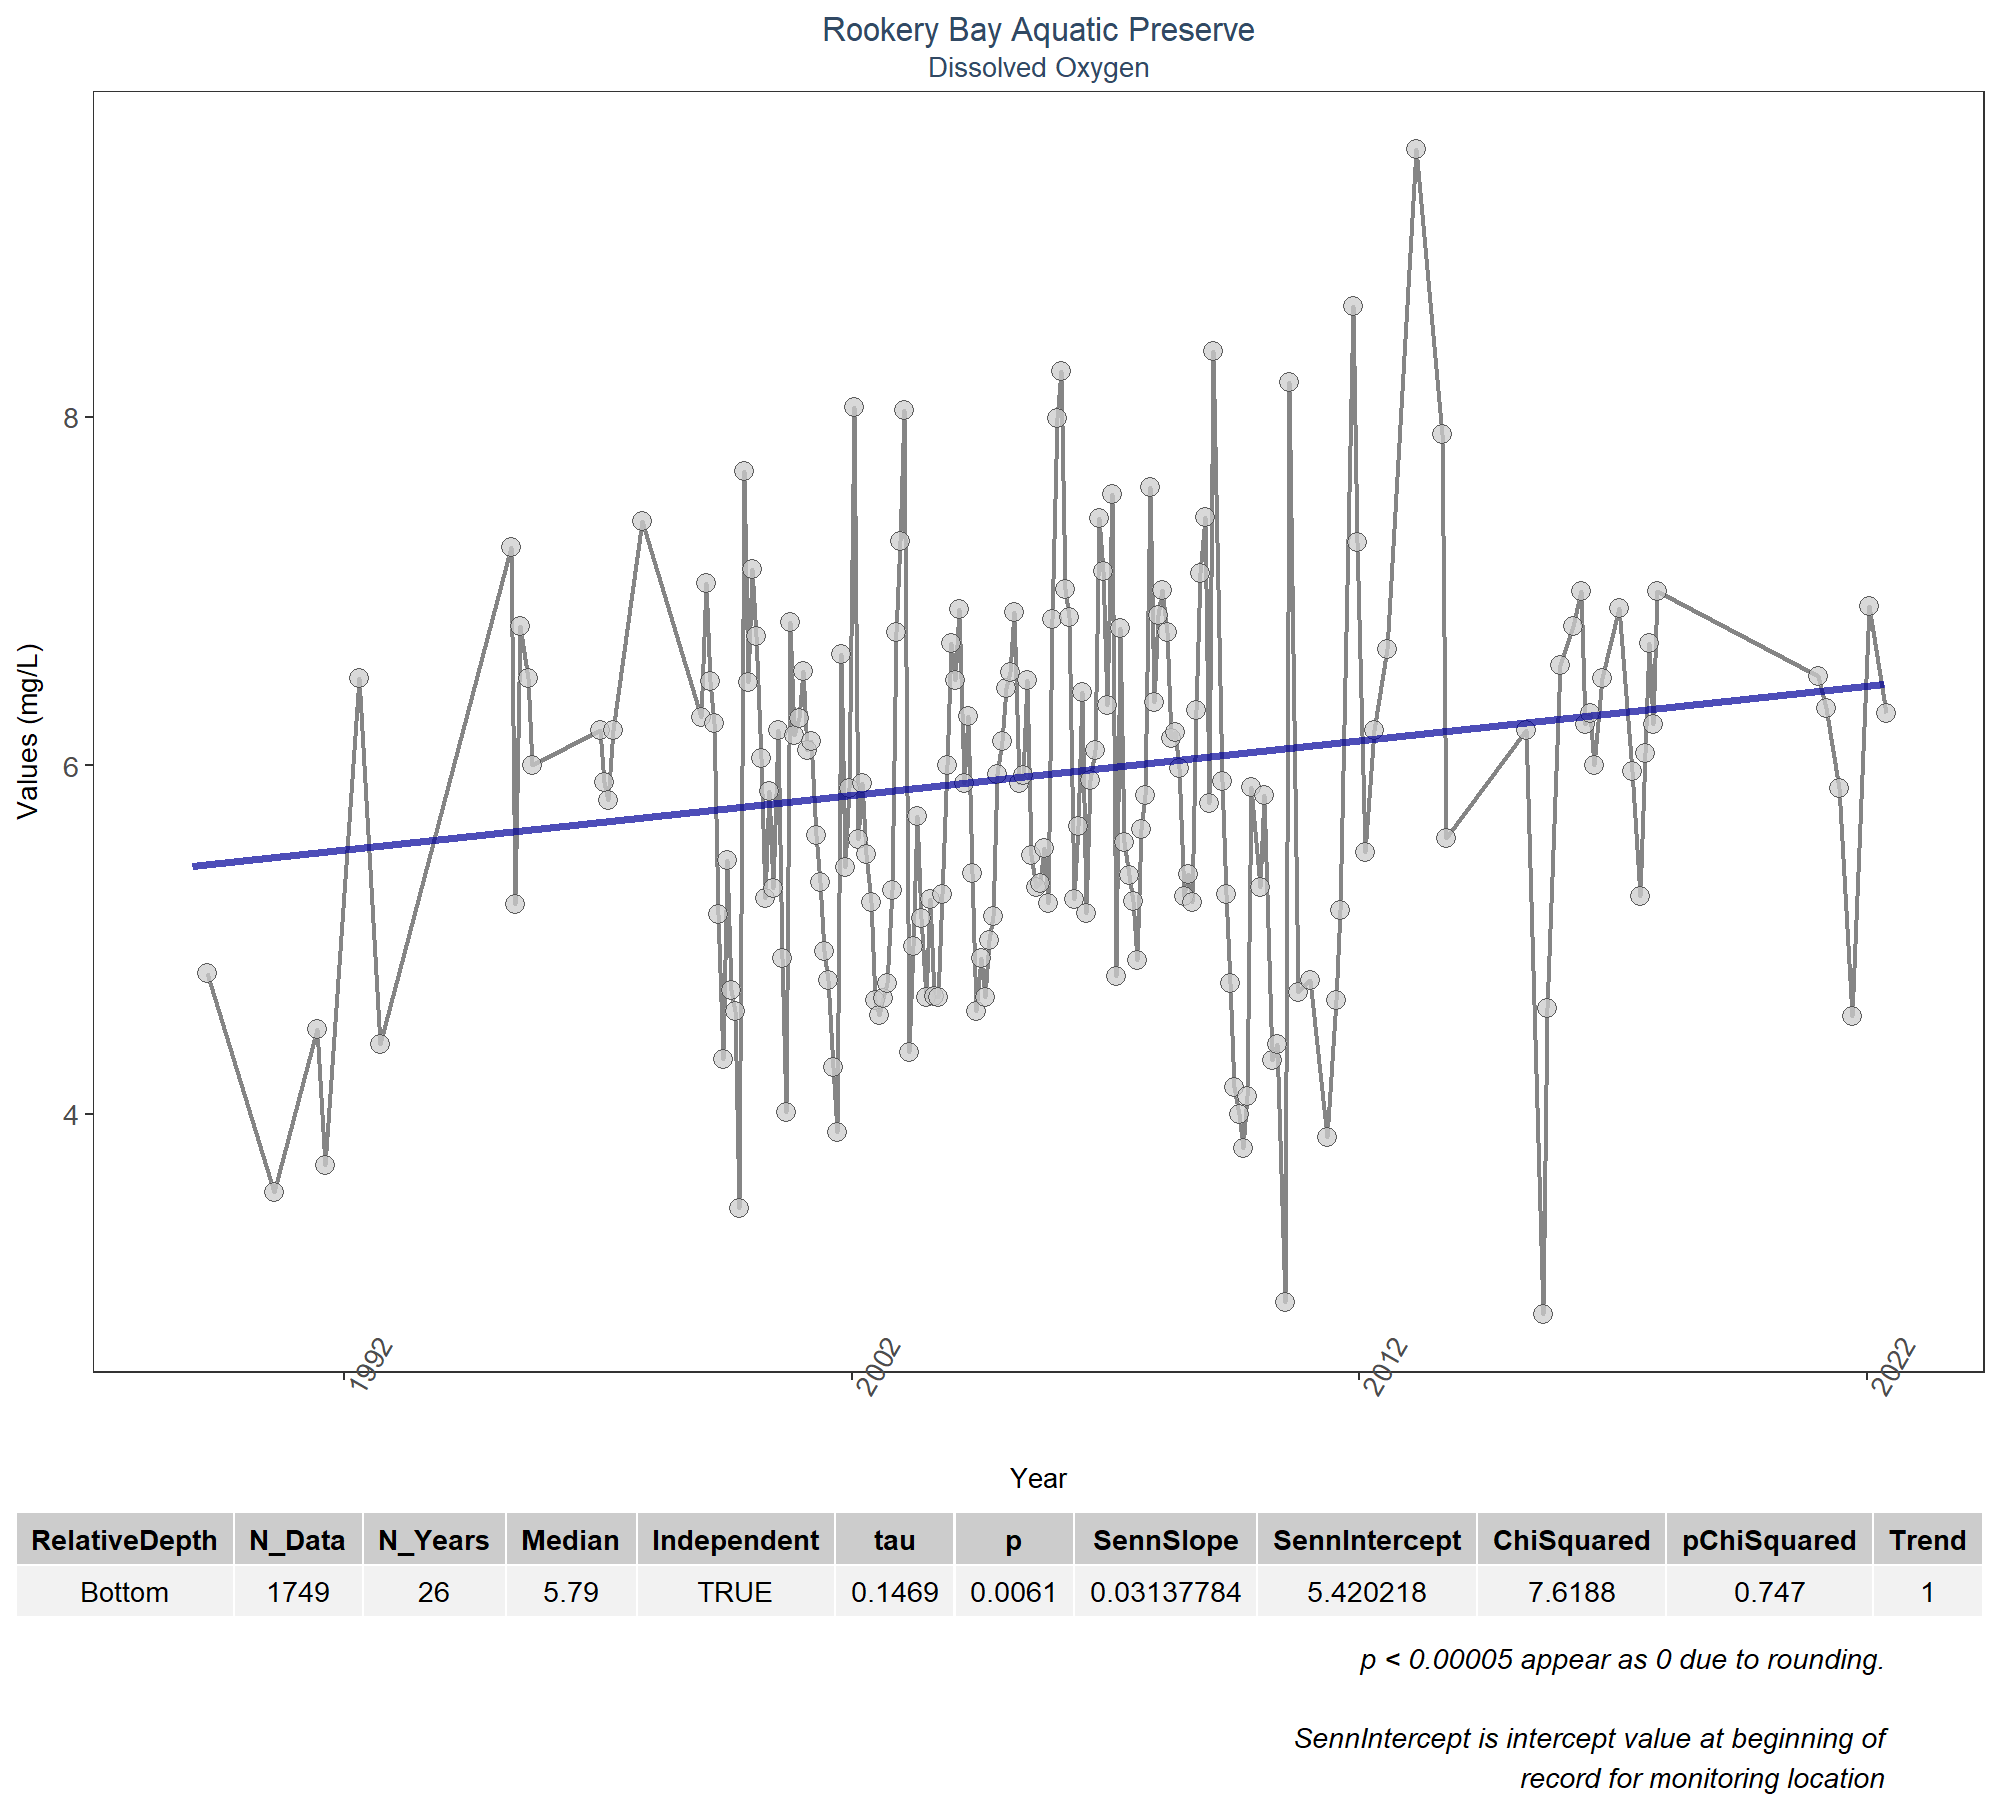 Rookery Bay Aquatic Preserve
Dissolved Oxygen
Values (mg/L)
8
6
4
1992 2002 2012 2022
Year
RelativeDepth N_Data N_Years Median Independent tau p SennSlope SennIntercept ChiSquared pChiSquared Trend
Bottom 1749 26 5.79 TRUE 0.1469 0.0061 0.03137784 5.420218 7.6188 0.747 1
p < 0.00005 appear as 0 due to rounding.
SennIntercept is intercept value at beginning of
record for monitoring location